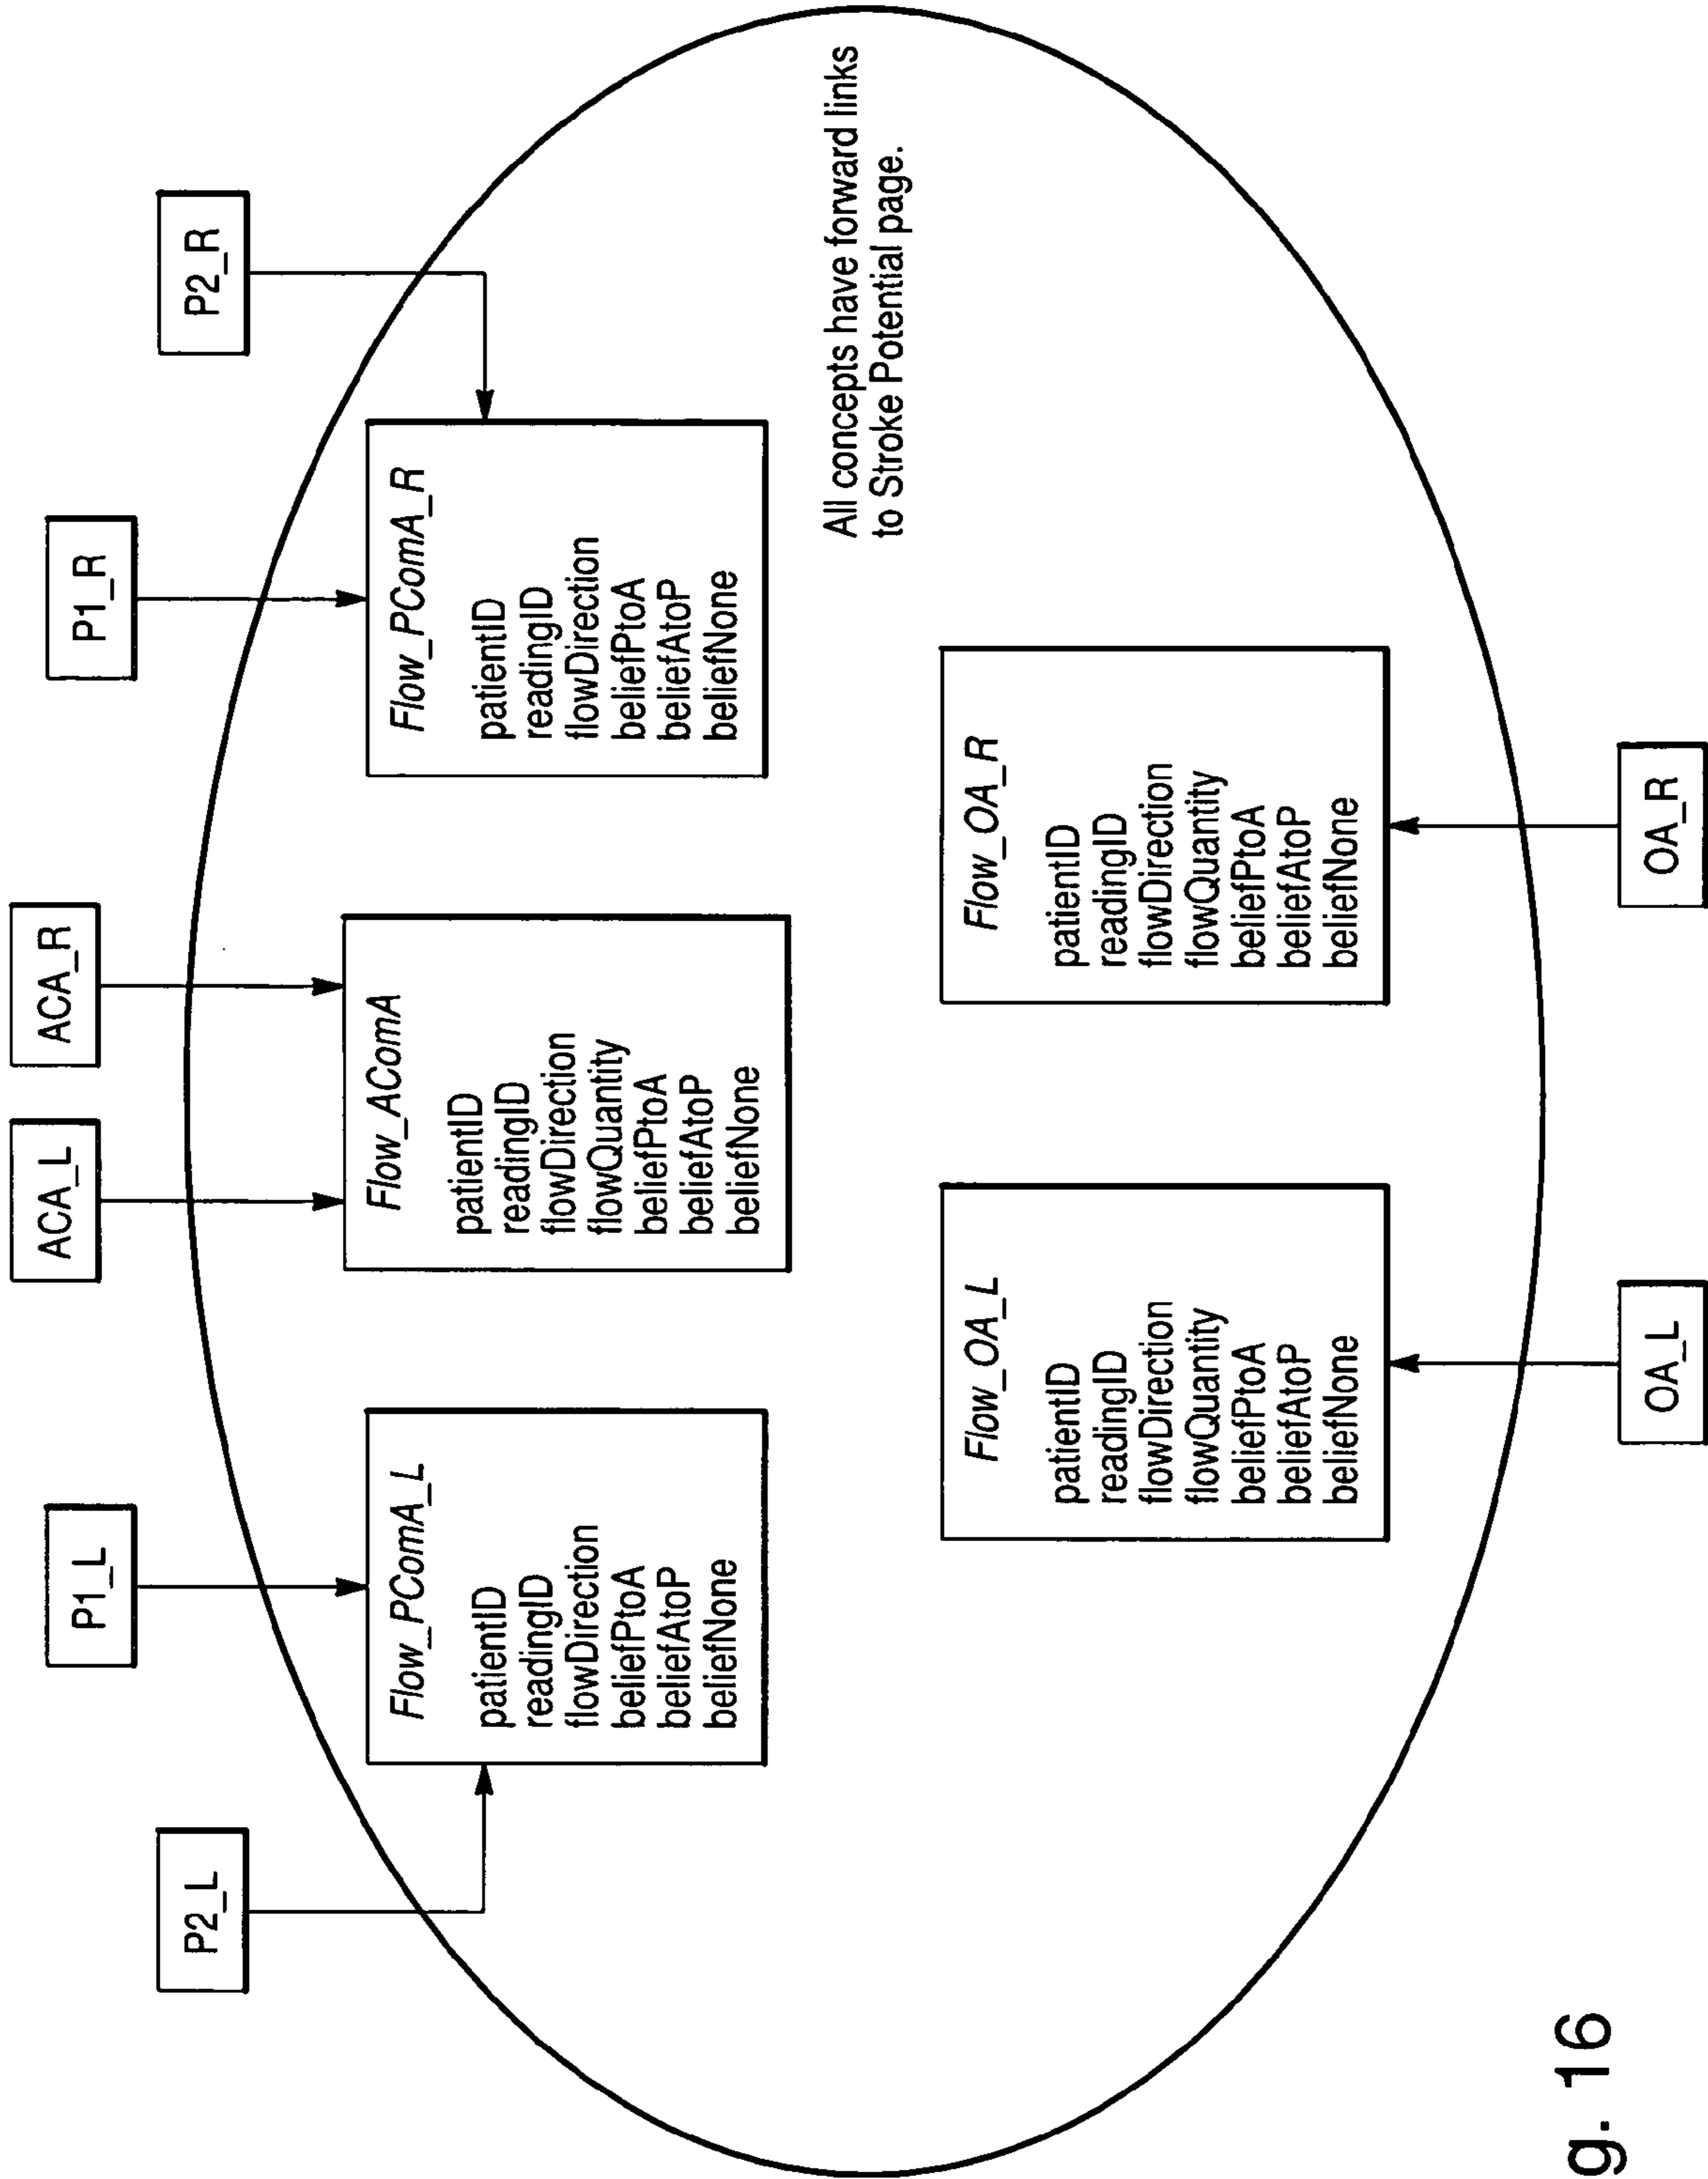 ACA_L
ACA_R
P1_L
P1_R
P2_L
P2_R
Flow_PComA_L
patientID
readingID
flowDirection
beliefPtoA
beliefAtoP
beliefNone
Flow_AComA
patientID
readingID
flowDirection
flowQuantity
beliefPtoA
beliefAtoP
beliefNone
Flow_PComA_R
patientID
readingID
flowDirection
beliefPtoA
beliefAtoP
beliefNone
All concepts have forward links
to Stroke Potential page.
Flow_OA_L
patientID
readingID
flowDirection
flowQuantity
beliefPtoA
beliefAtoP
beliefNone
Flow_OA_R
patientID
readingID
flowDirection
flowQuantity
beliefPtoA
beliefAtoP
beliefNone
OA_L
OA_R
g. 16